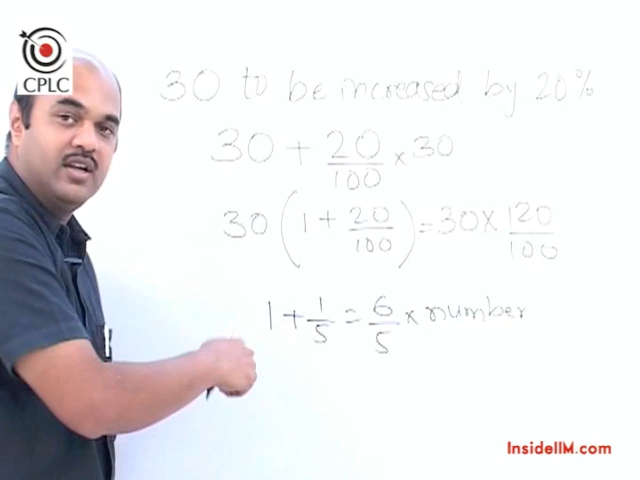 CPLC
30 to be increased by 20%
30 + 20/100 × 30
30 ( 1 + 20/100 ) = 30 × 120/100
1 + 1/5 = 6/5 × number
InsideIIM.com